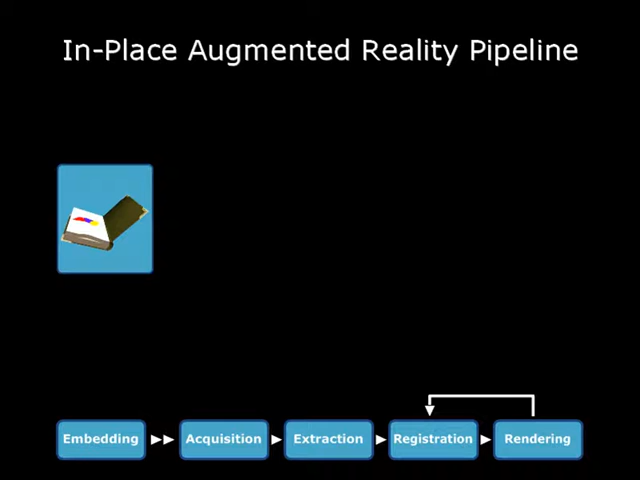 In-Place Augmented Reality Pipeline
Embedding
Acquisition
Extraction
Registration
Rendering